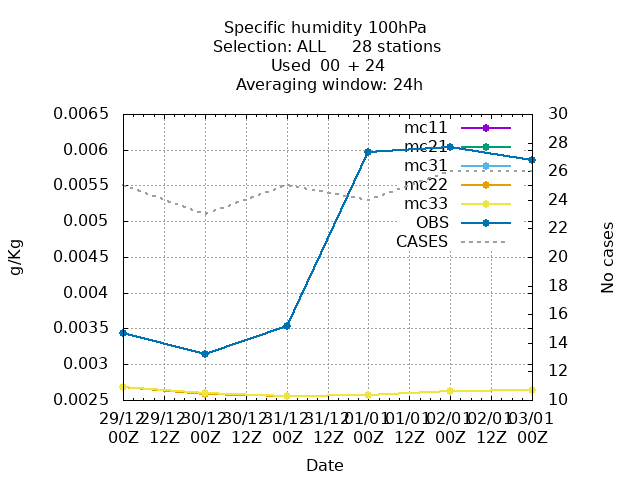 Specific humidity 100hPa
Selection: ALL 28 stations
Used 00 + 24
Averaging window: 24h
0.0065
0.006
0.0055
0.005
0.0045
0.004
0.0035
0.003
0.0025
30
28
26
24
22
20
18
16
14
12
10
mc11
mc21
mc31
mc22
mc33
OBS
CASES
g/Kg
No cases
29/12 29/12 30/12 30/12 31/12 31/12 01/01 01/01 02/01 02/01 03/01
00Z 12Z 00Z 12Z 00Z 12Z 00Z 12Z 00Z 12Z 00Z
Date